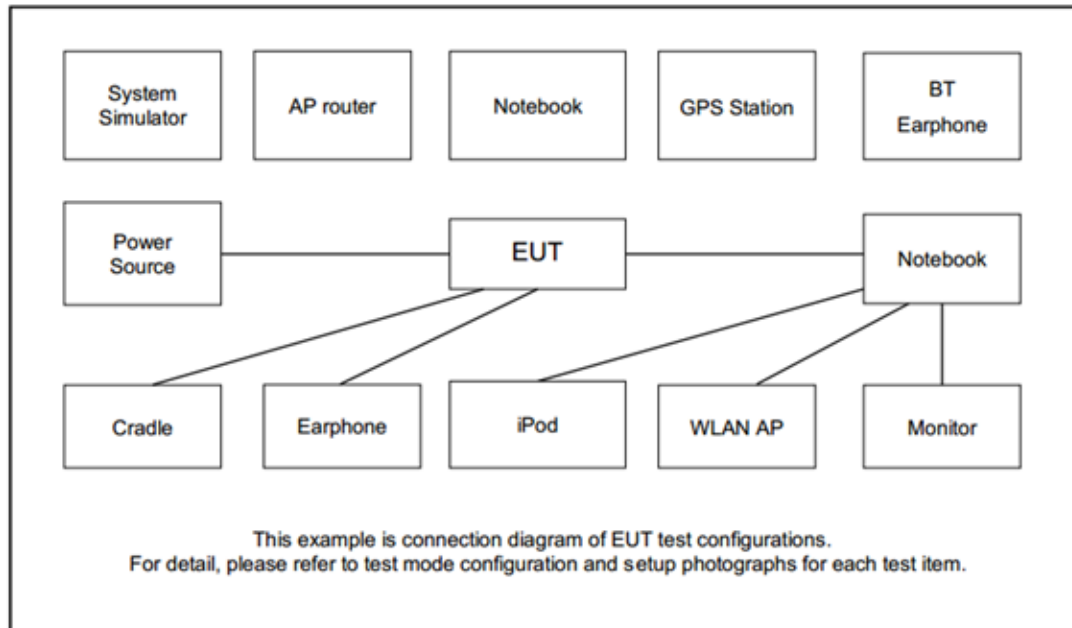 System
Simulator
AP router
Notebook
GPS Station
BT
Earphone
Power
Source
EUT
Notebook
Cradle
Earphone
iPod
WLAN AP
Monitor
This example is connection diagram of EUT test configurations.
For detail, please refer to test mode configuration and setup photographs for each test item.